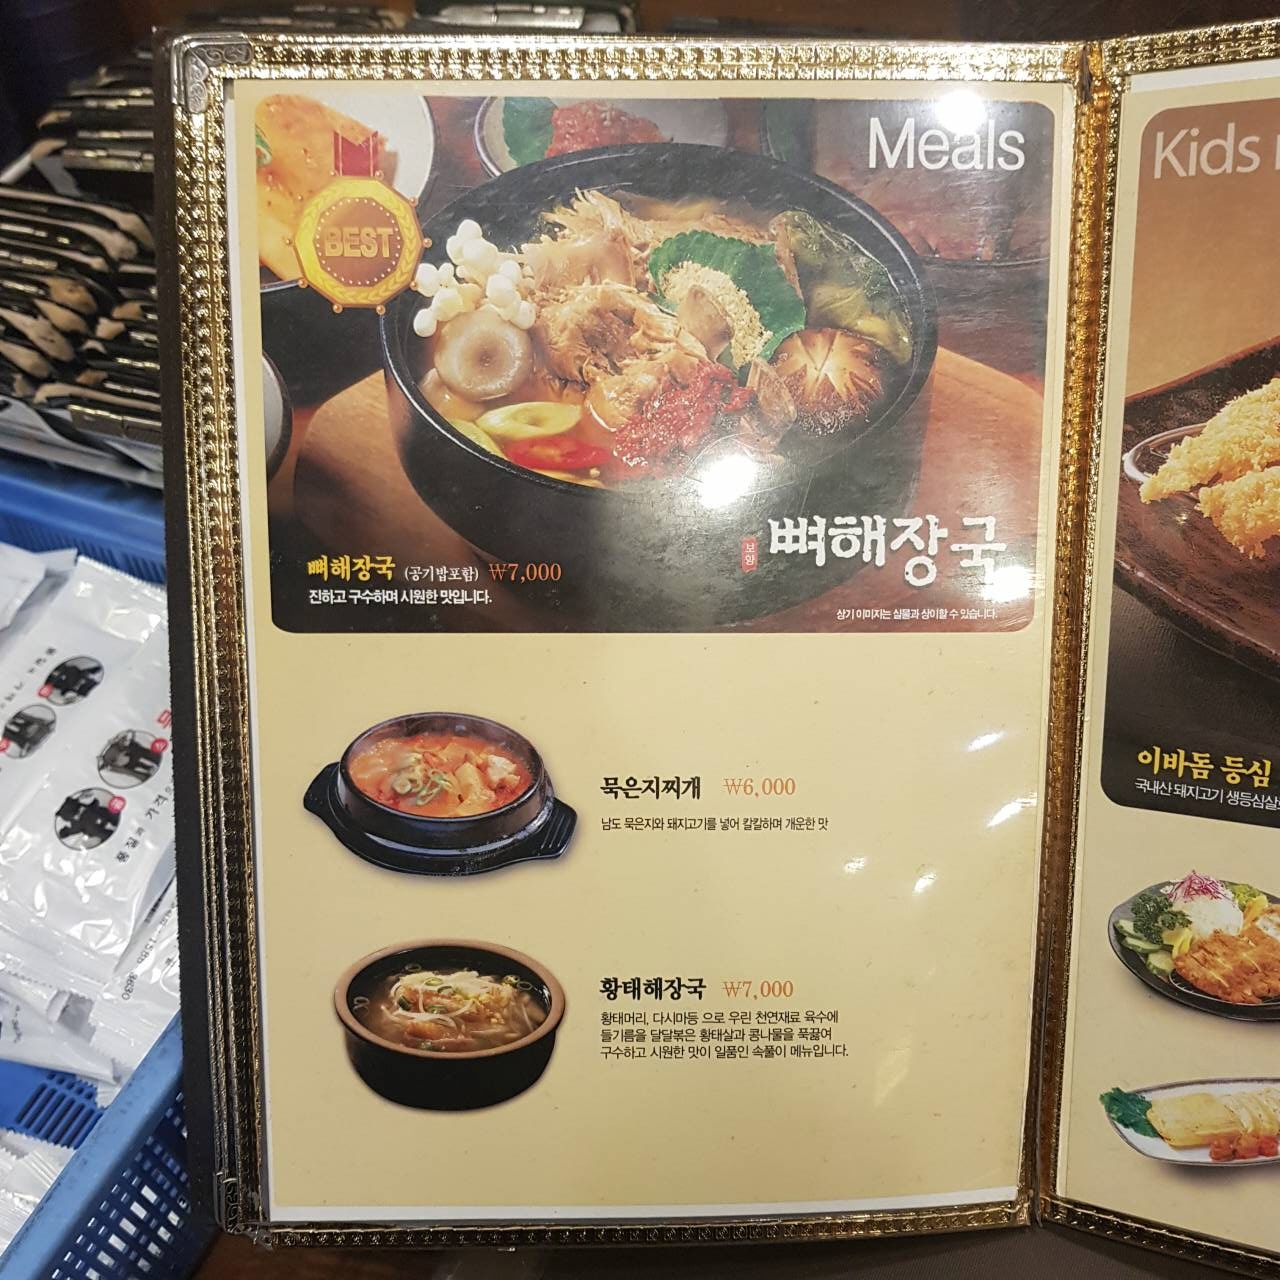 Meals
BEST
보양
뼈해장국
뼈해장국 (공기밥포함) ₩7,000
진하고 구수하며 시원한 맛입니다.
상기 이미지는 실물과 상이할 수 있습니다.
묵은지찌개 ₩6,000
남도 묵은지와 돼지고기를 넣어 칼칼하며 개운한 맛
황태해장국 ₩7,000
황태머리, 다시마등 으로 우린 천연재료 육수에
들기름을 달달볶은 황태살과 콩나물을 푹끓여
구수하고 시원한 맛이 일품인 속풀이 메뉴입니다.
Kids
이바돔 등심
국내산 돼지고기 생등심살
품질과 가격
1588
8630